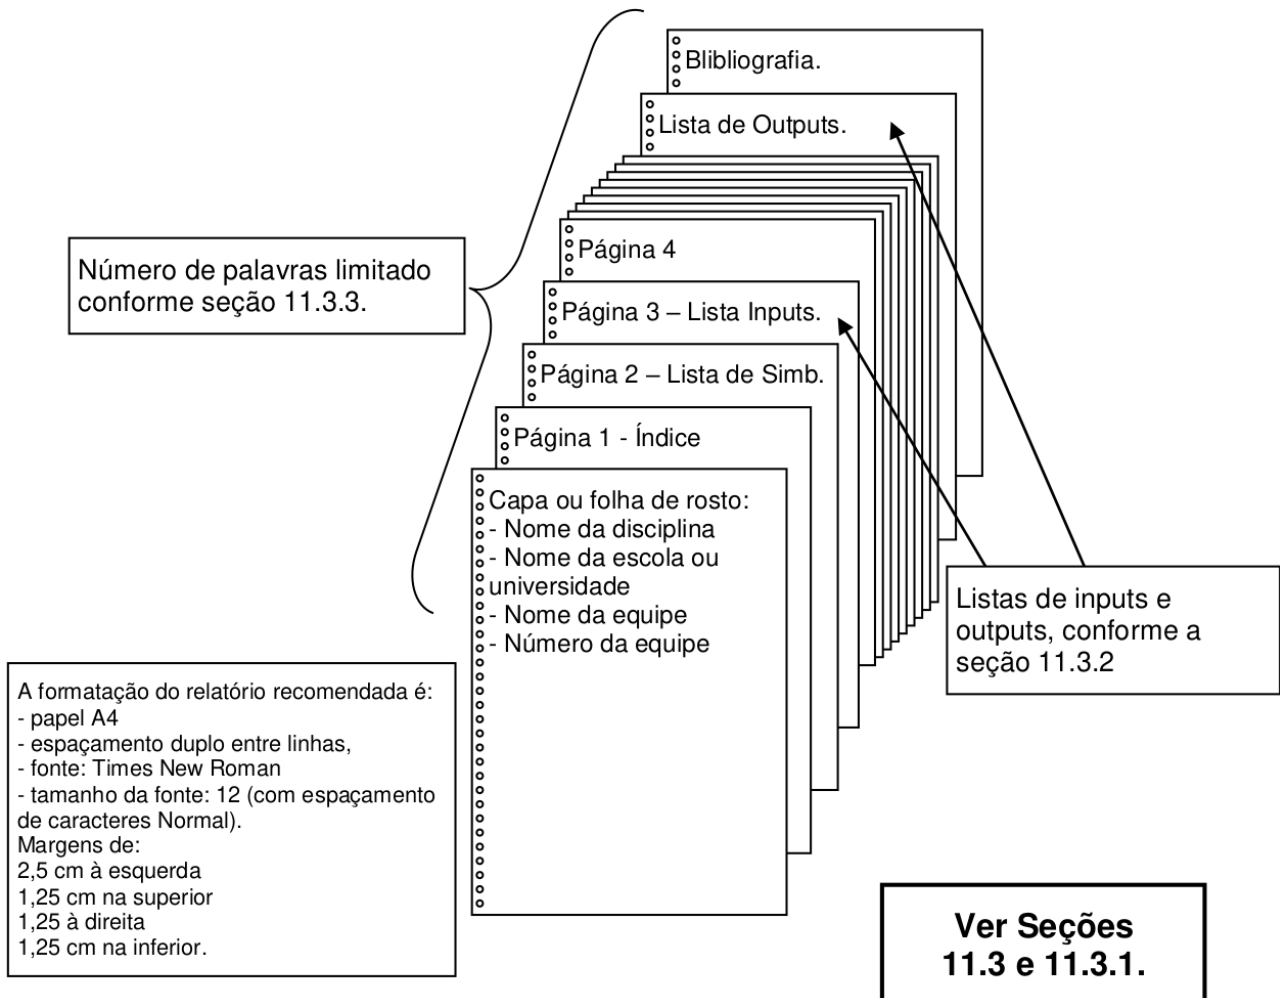 Blibliografia.
Lista de Outputs.
Página 4
Página 3 – Lista Inputs.
Página 2 – Lista de Simb.
Página 1 - Índice
Capa ou folha de rosto:
- Nome da disciplina
- Nome da escola ou
universidade
- Nome da equipe
- Número da equipe
Número de palavras limitado
conforme seção 11.3.3.
Listas de inputs e
outputs, conforme a
seção 11.3.2
A formatação do relatório recomendada é:
- papel A4
- espaçamento duplo entre linhas,
- fonte: Times New Roman
- tamanho da fonte: 12 (com espaçamento
de caracteres Normal).
Margens de:
2,5 cm à esquerda
1,25 cm na superior
1,25 à direita
1,25 cm na inferior.
Ver Seções
11.3 e 11.3.1.